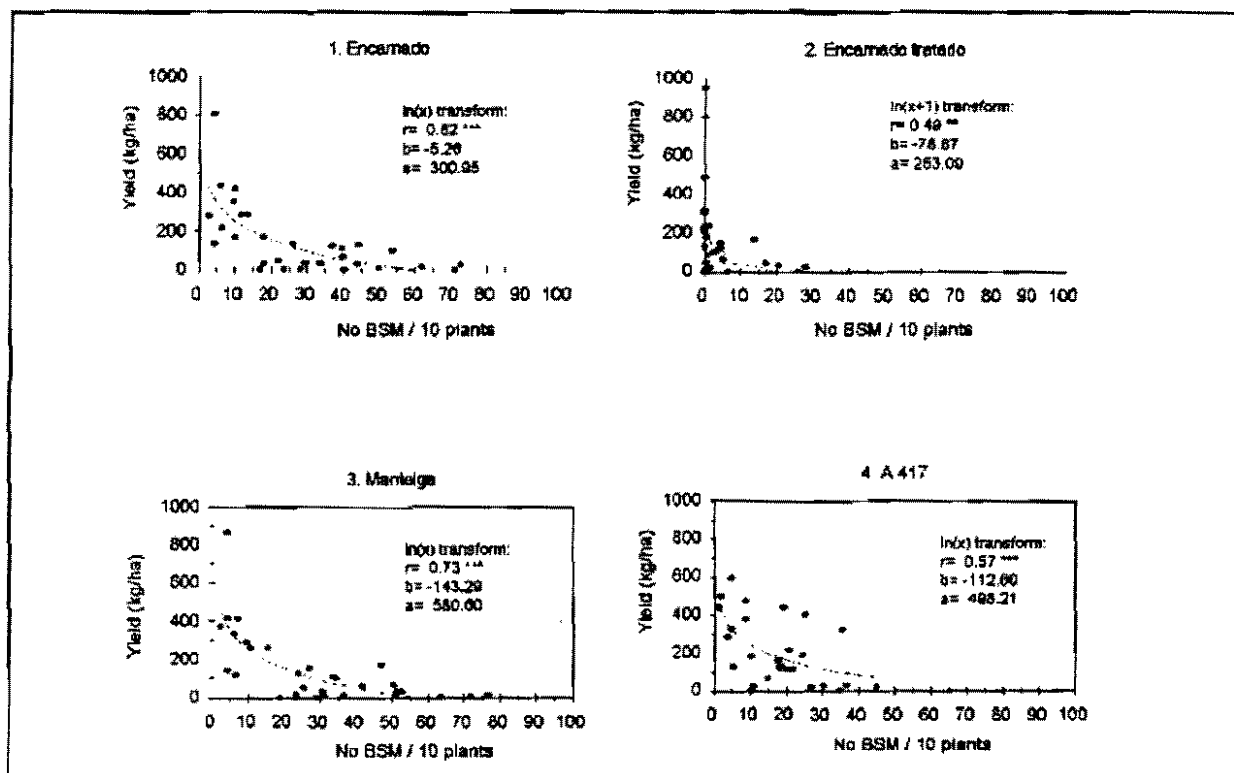 1. Encarnado
1000
800
600
400
200
0
Yield (kg/ha)
ln(x) transform:
r= 0.62 ***
b= -5.26
a= 300.95
0 10 20 30 40 50 60 70 80 90 100
No BSM / 10 plants
2. Encarnado tratado
1000
800
600
400
200
0
Yield (kg/ha)
ln(x+1) transform:
r= 0.49 **
b= -78.87
a= 253.09
0 10 20 30 40 50 60 70 80 90 100
No BSM / 10 plants
3. Manteiga
1000
800
600
400
200
0
Yield (kg/ha)
ln(x) transform:
r= 0.73 ***
b= -143.29
a= 580.60
0 10 20 30 40 50 60 70 80 90 100
No BSM / 10 plants
4 A 417
1000
800
600
400
200
0
Yield (kg/ha)
ln(x) transform:
r= 0.57 ***
b= -112.60
a= 498.21
0 10 20 30 40 50 60 70 80 90 100
No BSM / 10 plants